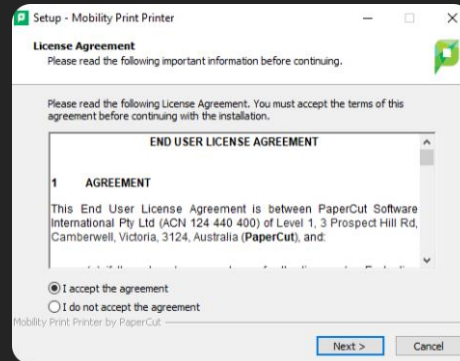 Setup - Mobility Print Printer
License Agreement
Please read the following important information before continuing.
Please read the following License Agreement. You must accept the terms of this
agreement before continuing with the installation.
END USER LICENSE AGREEMENT
1 AGREEMENT
This End User License Agreement is between PaperCut Software
International Pty Ltd (ACN 124 440 400) of Level 1, 3 Prospect Hill Rd,
Camberwell, Victoria, 3124, Australia (PaperCut), and:
I accept the agreement
I do not accept the agreement
Mobility Print Printer by PaperCut
Next >
Cancel